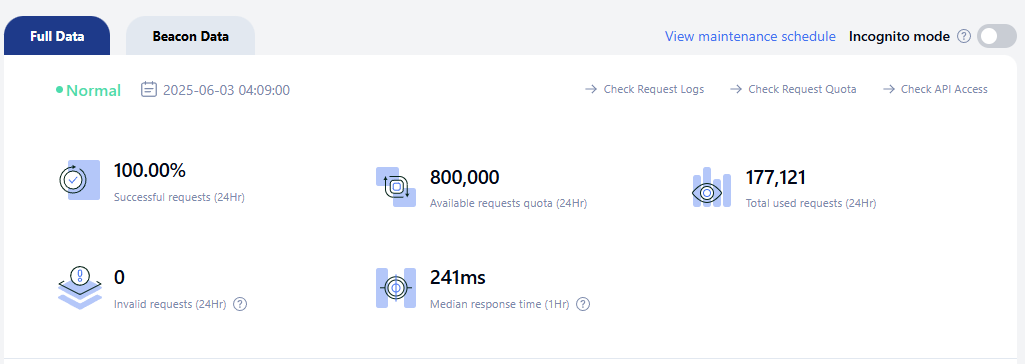 Full Data
Beacon Data
View maintenance schedule
Incognito mode
Normal
2025-06-03 04:09:00
Check Request Logs
Check Request Quota
Check API Access
100.00%
Successful requests (24Hr)
800,000
Available requests quota (24Hr)
177,121
Total used requests (24Hr)
0
Invalid requests (24Hr)
241ms
Median response time (1Hr)